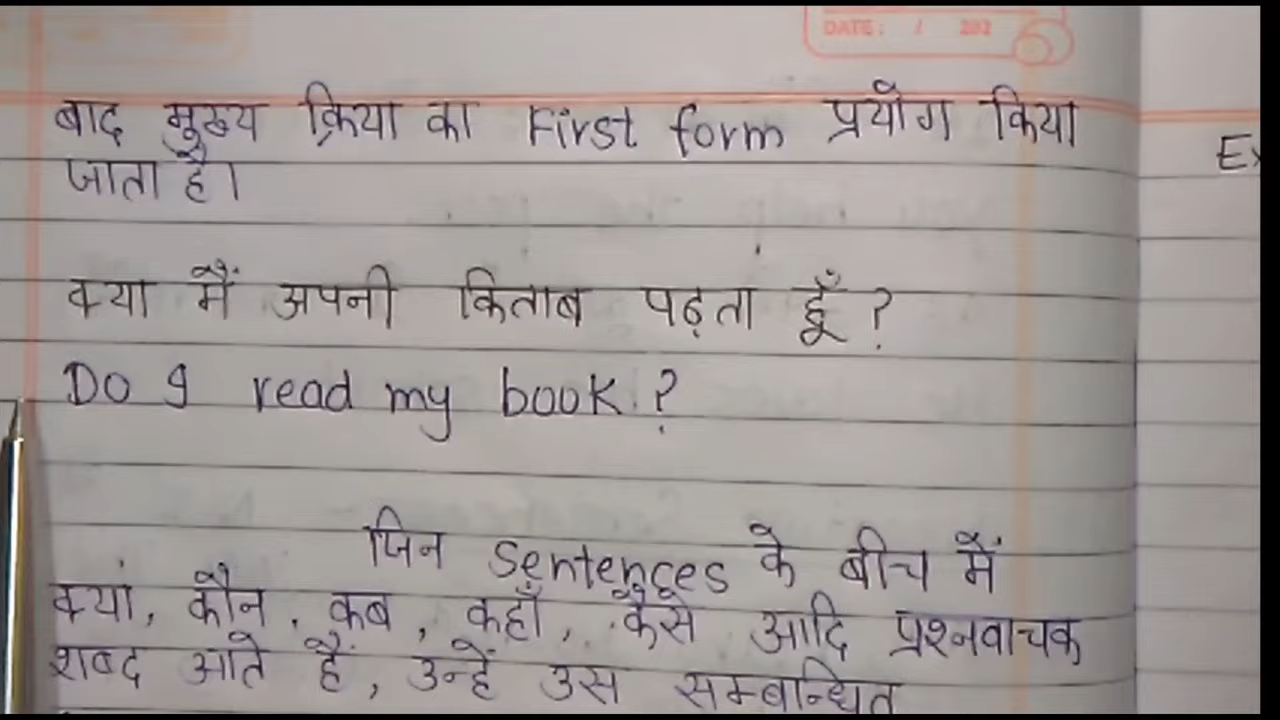 DATE: / 202
बाद मुख्य क्रिया का First form प्रयोग किया
जाता है।
Ex
क्या मैं अपनी किताब पढ़ता हूँ ?
Do I read my book ?
जिन Sentences के बीच में
क्यां, कौन, कब, कहाँ, कैसे आदि प्रश्नवाचक
शब्द आते हैं, उन्हें उस सम्बन्धित